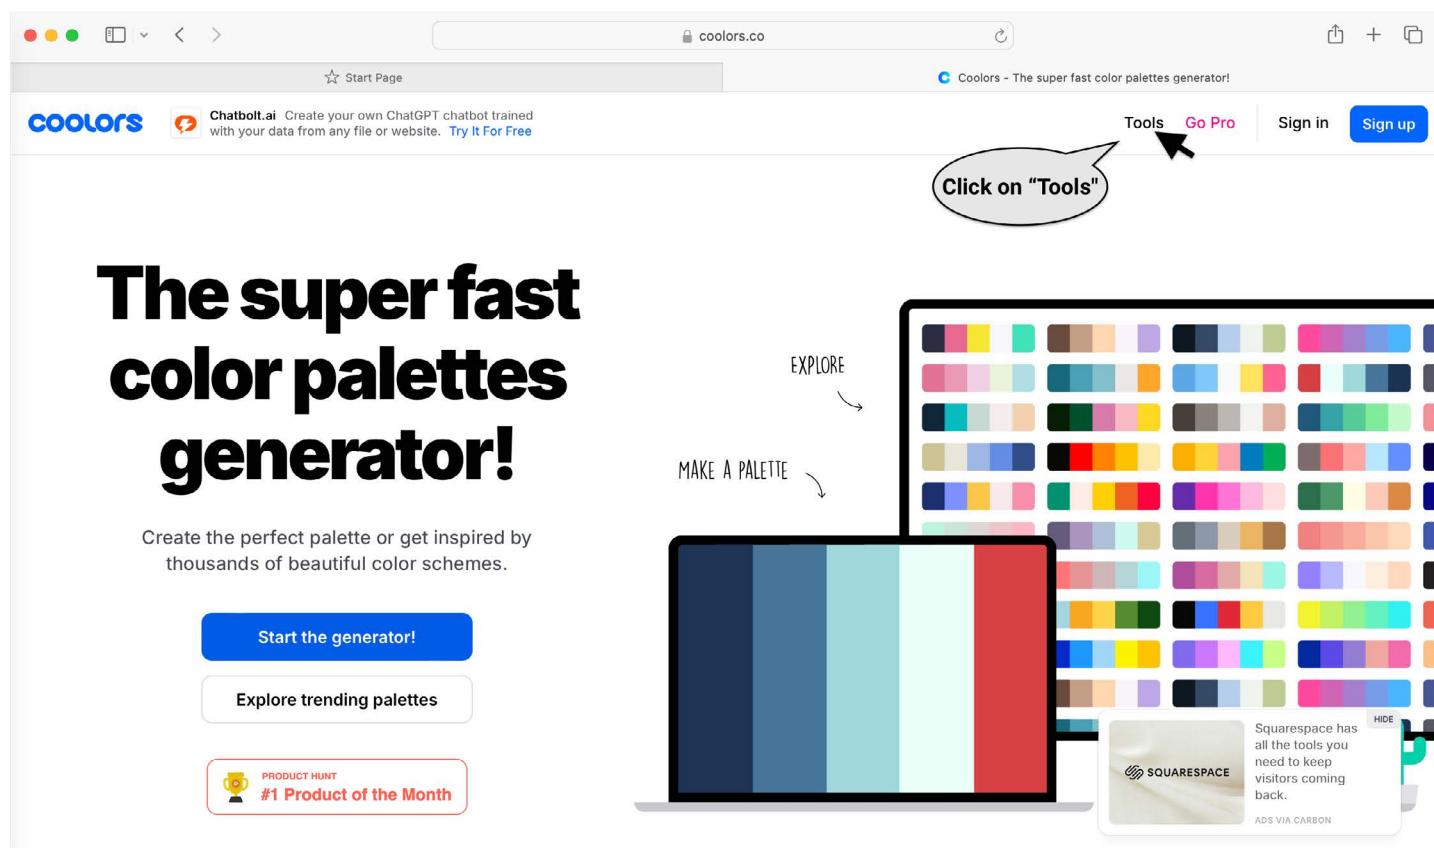 coolors.co
Start Page
Coolors - The super fast color palettes generator!
coolors
Chatbolt.ai Create your own ChatGPT chatbot trained
with your data from any file or website. Try It For Free
Tools
Go Pro
Sign in
Sign up
Click on “Tools"
The super fast
color palettes
generator!
Create the perfect palette or get inspired by
thousands of beautiful color schemes.
Start the generator!
Explore trending palettes
PRODUCT HUNT
#1 Product of the Month
EXPLORE
MAKE A PALETTE
HIDE
SQUARESPACE
Squarespace has
all the tools you
need to keep
visitors coming
back.
ADS VIA CARBON